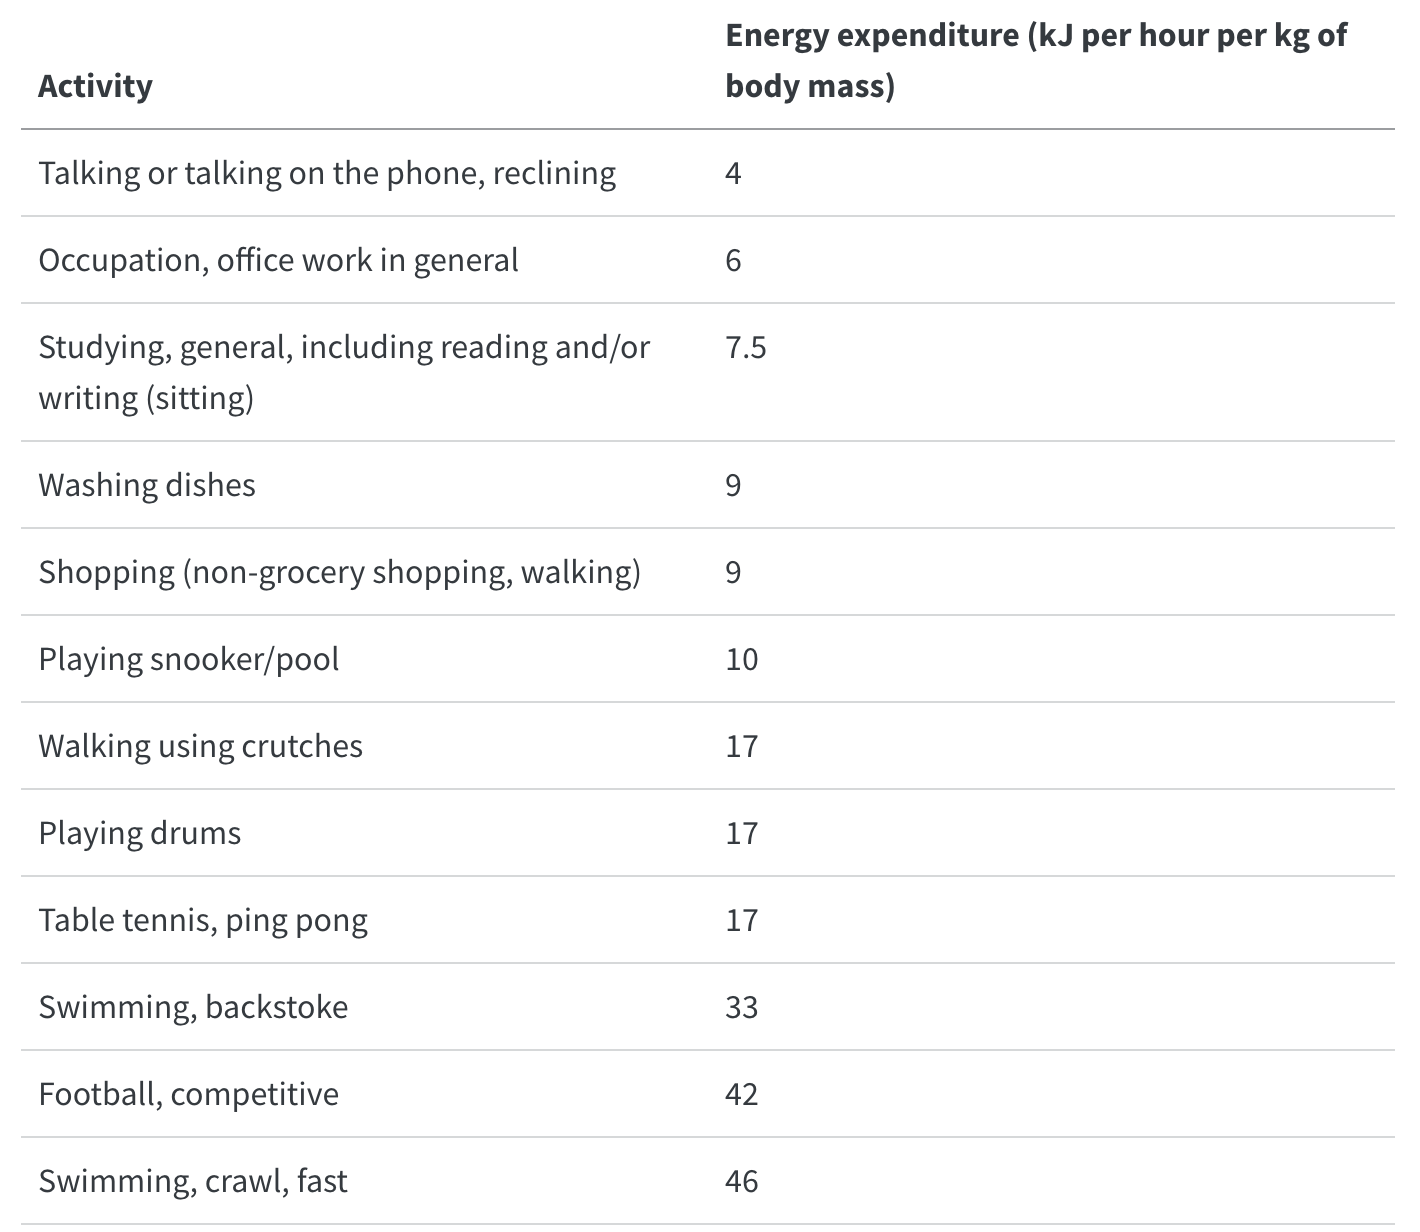 Activity
Energy expenditure (kJ per hour per kg of
body mass)
Talking or talking on the phone, reclining
4
Occupation, office work in general
6
Studying, general, including reading and/or
writing (sitting)
7.5
Washing dishes
9
Shopping (non-grocery shopping, walking)
9
Playing snooker/pool
10
Walking using crutches
17
Playing drums
17
Table tennis, ping pong
17
Swimming, backstoke
33
Football, competitive
42
Swimming, crawl, fast
46